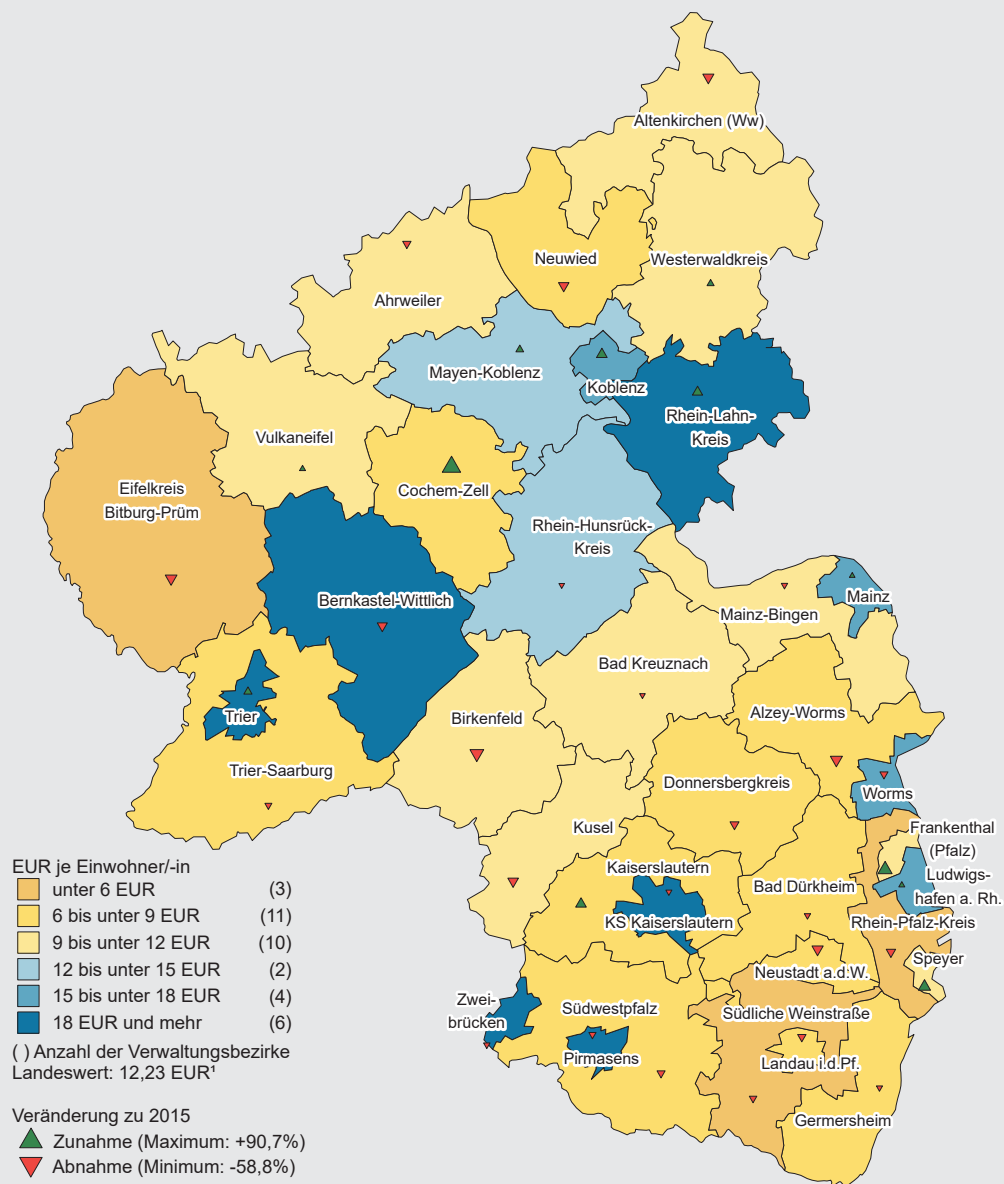 Altenkirchen (Ww)
Neuwied
Westerwaldkreis
Ahrweiler
Mayen-Koblenz
Koblenz
Rhein-Lahn-
Kreis
Vulkaneifel
Cochem-Zell
Eifelkreis
Bitburg-Prüm
Rhein-Hunsrück-
Kreis
Bernkastel-Wittlich
Mainz
Mainz-Bingen
Bad Kreuznach
Alzey-Worms
Trier
Birkenfeld
Trier-Saarburg
Donnersbergkreis
Worms
Kusel
Frankenthal
(Pfalz)
Kaiserslautern
Bad Dürkheim
Ludwigs-
hafen a. Rh.
KS Kaiserslautern
Rhein-Pfalz-Kreis
Speyer
Neustadt a.d.W.
Zwei-
brücken
Südwestpfalz
Südliche Weinstraße
Pirmasens
Landau i.d.Pf.
Germersheim
EUR je Einwohner/-in
unter 6 EUR (3)
6 bis unter 9 EUR (11)
9 bis unter 12 EUR (10)
12 bis unter 15 EUR (2)
15 bis unter 18 EUR (4)
18 EUR und mehr (6)
( ) Anzahl der Verwaltungsbezirke
Landeswert: 12,23 EUR¹
Veränderung zu 2015
Zunahme (Maximum: +90,7%)
Abnahme (Minimum: -58,8%)